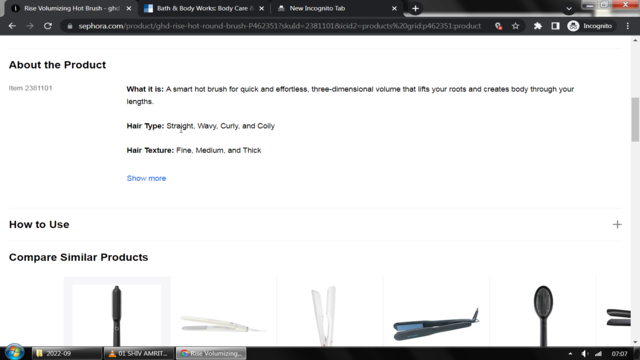 Rise Volumizing Hot Brush - ghd
Bath & Body Works: Body Care &
New Incognito Tab
sephora.com/product/ghd-rise-hot-round-brush-P462351?skuId=2381101&icid2=products%20grid:p462351:product
Incognito
About the Product
Item 2381101
What it is: A smart hot brush for quick and effortless, three-dimensional volume that lifts your roots and creates body through your
lengths.
Hair Type: Straight, Wavy, Curly, and Coily
Hair Texture: Fine, Medium, and Thick
Show more
How to Use
Compare Similar Products
2022-09
01 SHIV AMRIT...
Rise Volumizing...
07:07